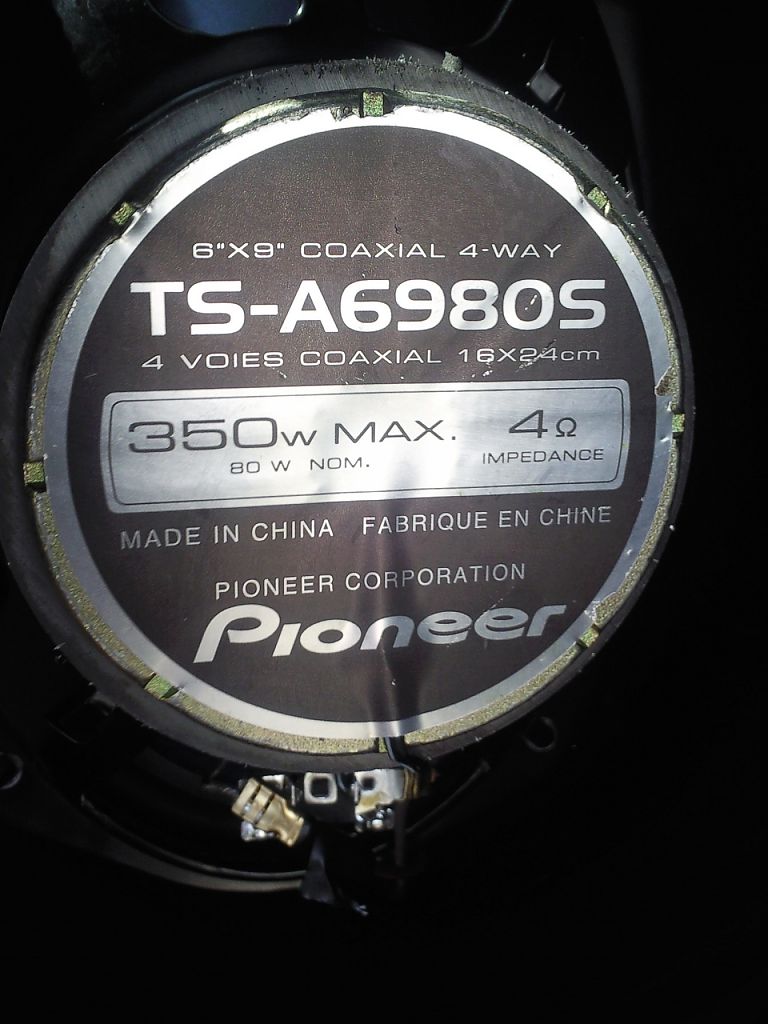 6"X9" COAXIAL 4-WAY
TS-A6980S
4 VOIES COAXIAL 16X24cm
350W MAX. 4Ω
80 W NOM. IMPEDANCE
MADE IN CHINA FABRIQUE EN CHINE
PIONEER CORPORATION
Pioneer